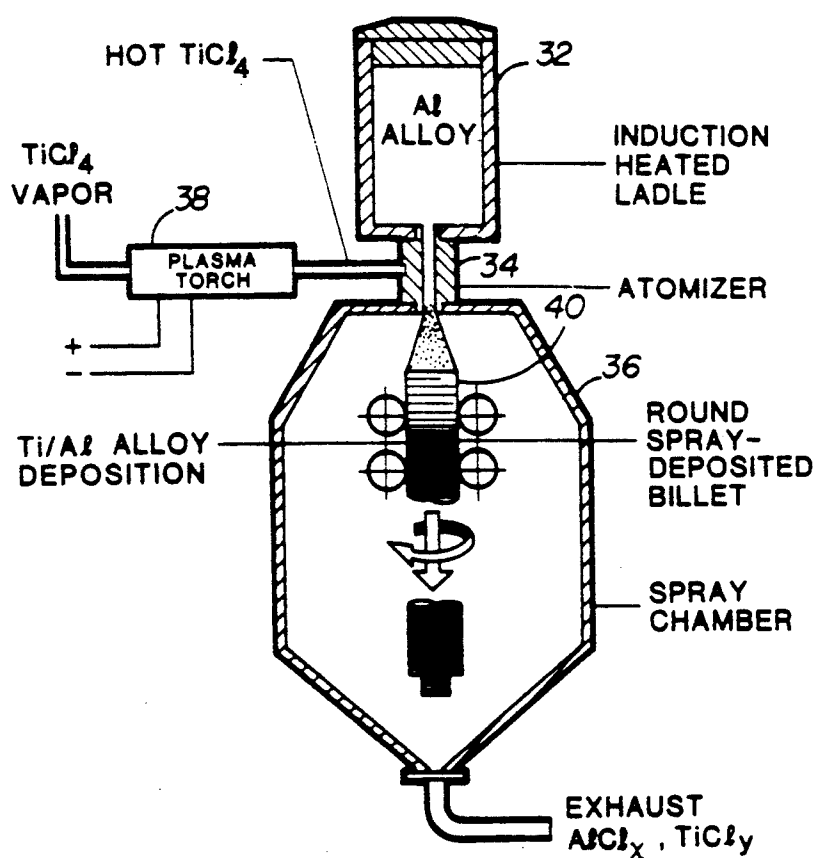 HOT TiCl4
32
Al
ALLOY
INDUCTION
HEATED
LADLE
TiCl4
VAPOR
38
PLASMA
TORCH
34
ATOMIZER
+
−
40
36
Ti/Al ALLOY
DEPOSITION
ROUND
SPRAY-
DEPOSITED
BILLET
SPRAY
CHAMBER
EXHAUST
AlClx , TiCly